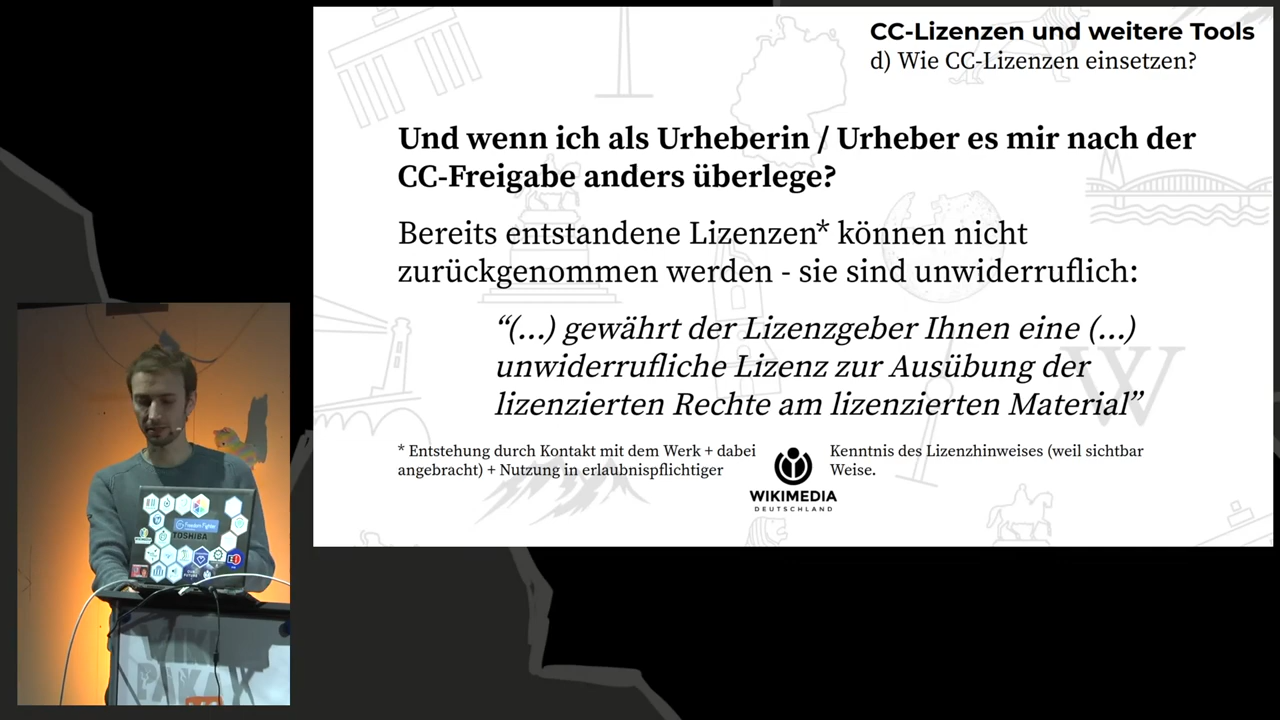 CC-Lizenzen und weitere Tools
d) Wie CC-Lizenzen einsetzen?
Und wenn ich als Urheberin / Urheber es mir nach der
CC-Freigabe anders überlege?
Bereits entstandene Lizenzen* können nicht
zurückgenommen werden - sie sind unwiderruflich:
“(...) gewährt der Lizenzgeber Ihnen eine (...)
unwiderrufliche Lizenz zur Ausübung der
lizenzierten Rechte am lizenzierten Material”
* Entstehung durch Kontakt mit dem Werk + dabei
angebracht) + Nutzung in erlaubnispflichtiger
Kenntnis des Lizenzhinweises (weil sichtbar
Weise.
WIKIMEDIA
DEUTSCHLAND
W
Freedom Fighter
TOSHIBA
WIKI
PAKA